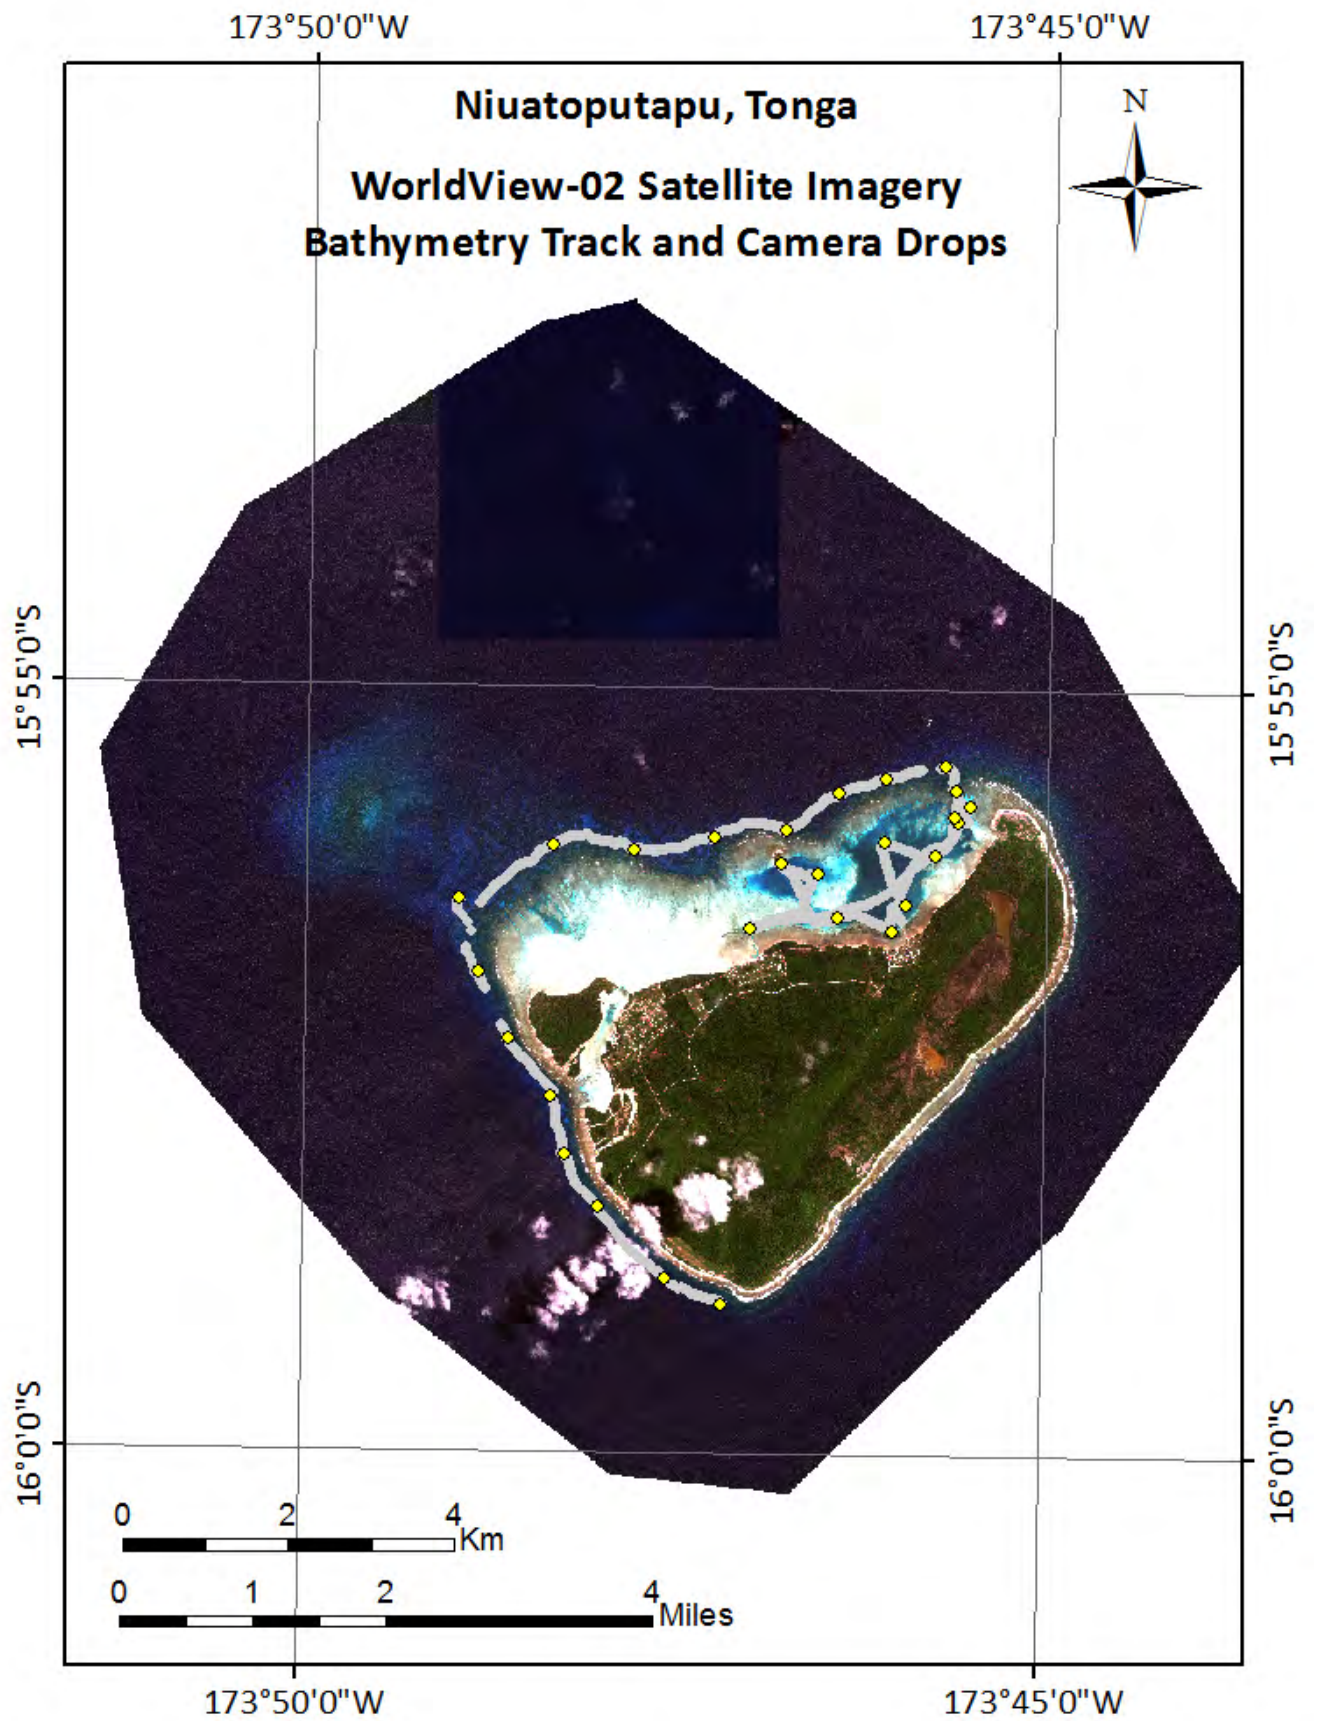 173°50'0"W 173°45'0"W
Niuatoputapu, Tonga
N
WorldView-02 Satellite Imagery
Bathymetry Track and Camera Drops
15°55'0"S
15°55'0"S
16°0'0"S
16°0'0"S
0 2 4
Km
0 1 2 4
Miles
173°50'0"W 173°45'0"W